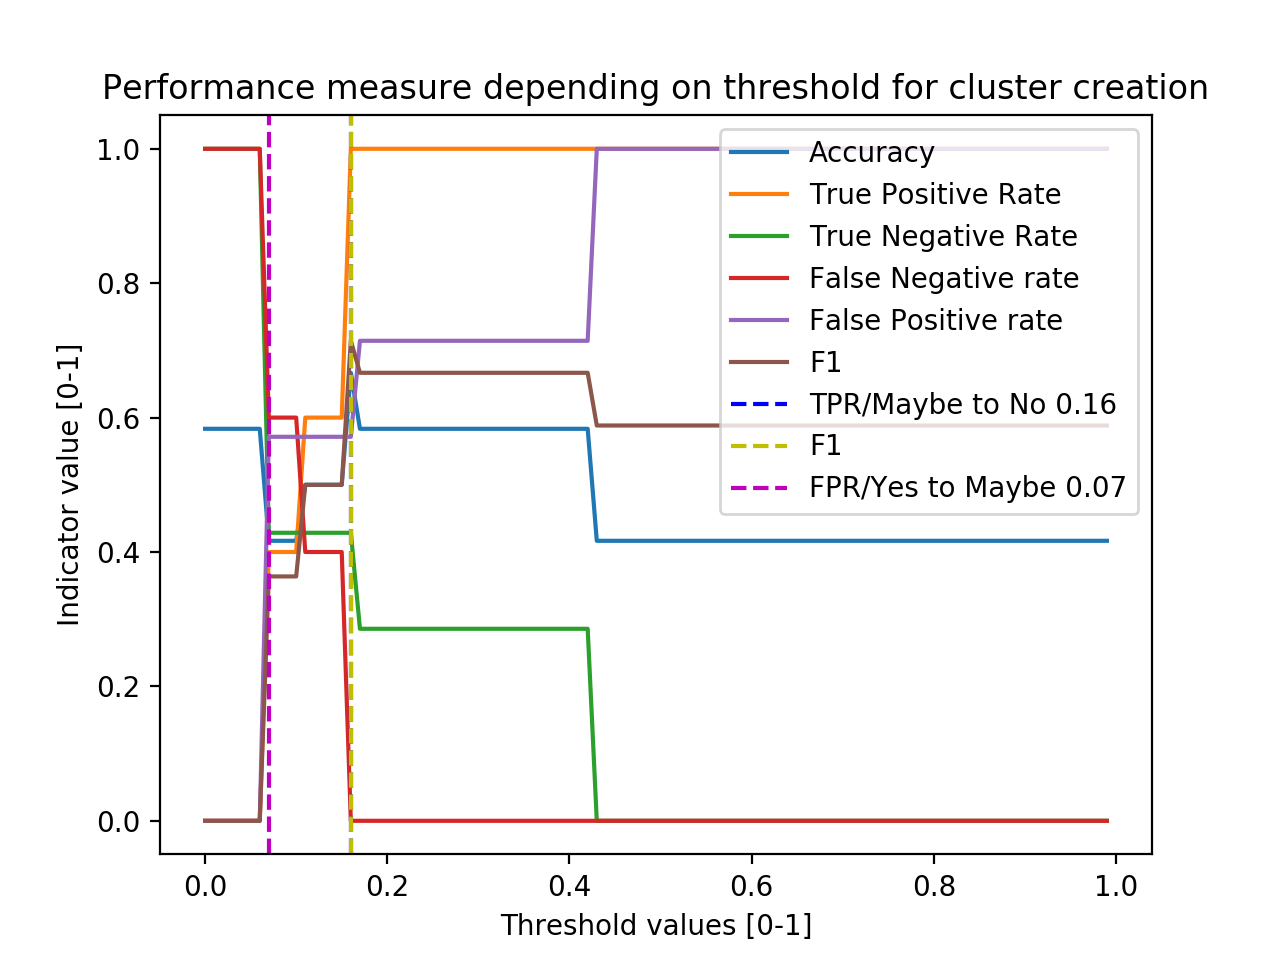 Performance measure depending on threshold for cluster creation
Indicator value [0-1]
1.0
0.8
0.6
0.4
0.2
0.0
Accuracy
True Positive Rate
True Negative Rate
False Negative rate
False Positive rate
F1
TPR/Maybe to No 0.16
F1
FPR/Yes to Maybe 0.07
0.0 0.2 0.4 0.6 0.8 1.0
Threshold values [0-1]